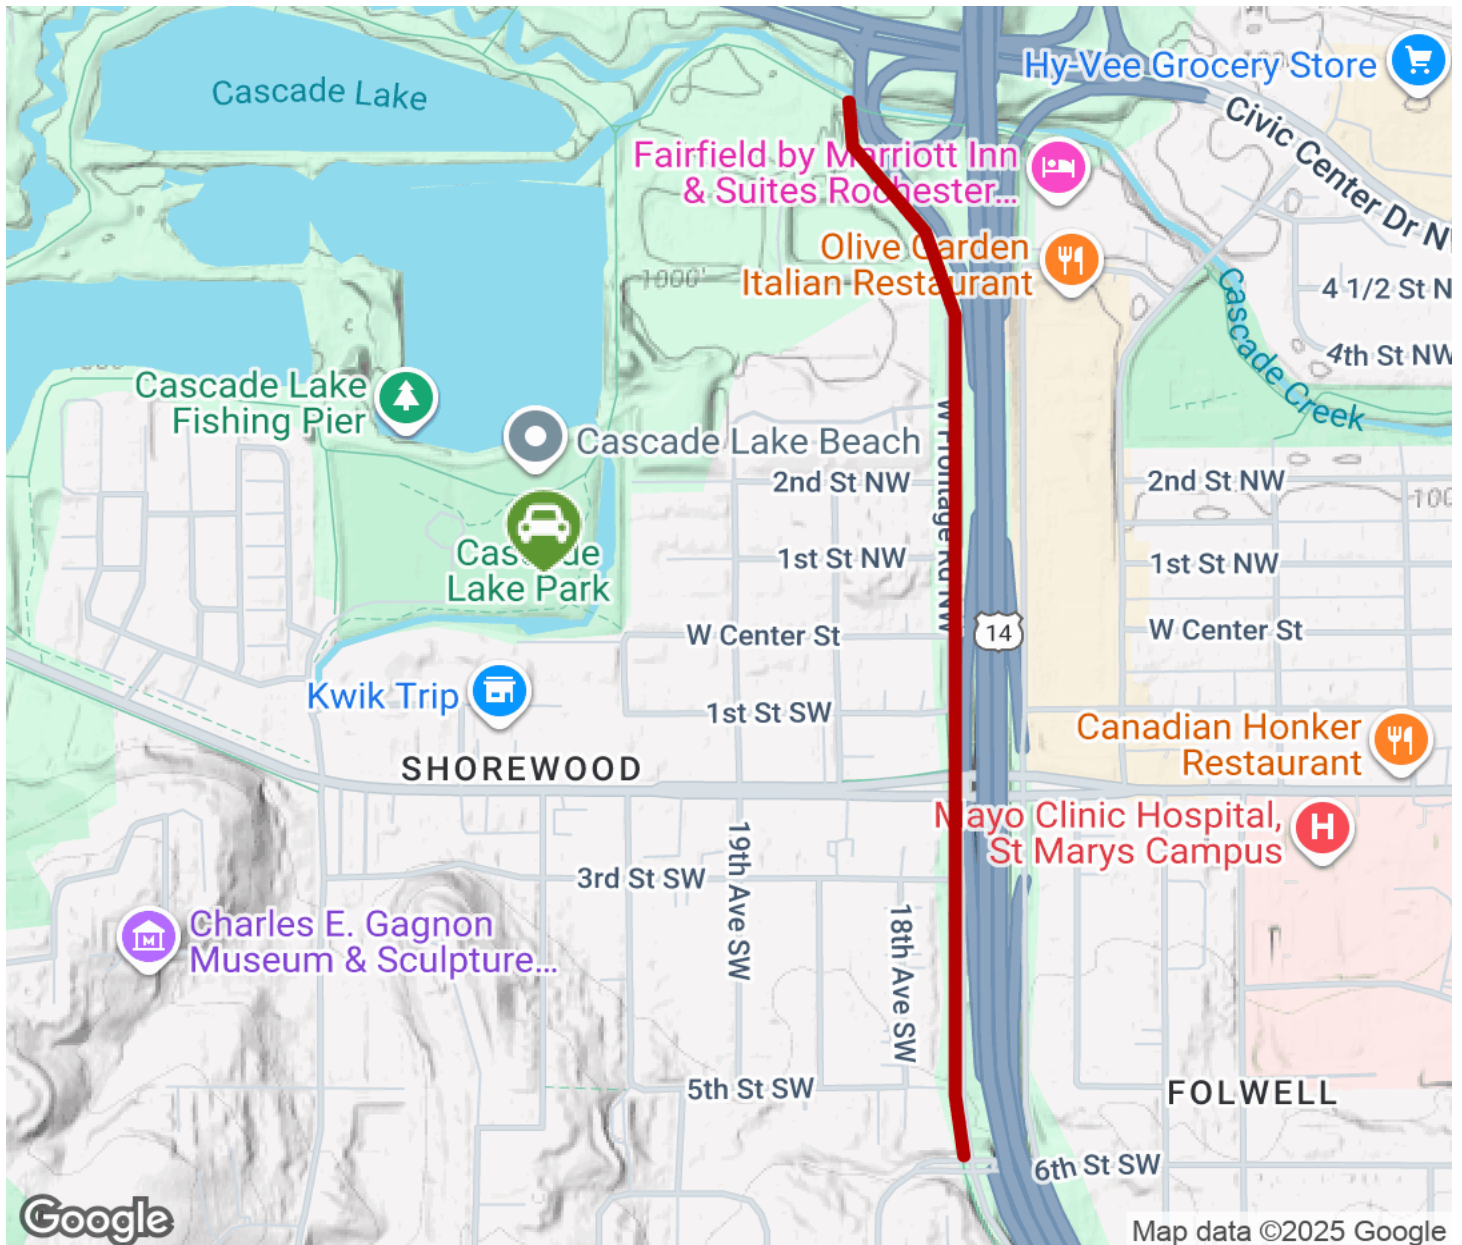 Cascade Lake
Hy-Vee Grocery Store
Civic Center Dr N
Fairfield by Marriott Inn
& Suites Rochester...
Olive Garden
Italian Restaurant
1000'
4 1/2 St N
4th St NW
Cascade Creek
Cascade Lake
Fishing Pier
Cascade Lake Beach
W Frontage Rd NW
2nd St NW
2nd St NW
100
Cascade
Lake Park
1st St NW
1st St NW
W Center St
14
W Center St
Kwik Trip
1st St SW
Canadian Honker
Restaurant
SHOREWOOD
Mayo Clinic Hospital,
St Marys Campus
H
19th Ave SW
3rd St SW
18th Ave SW
Charles E. Gagnon
Museum & Sculpture...
M
5th St SW
FOLWELL
6th St SW
Google
Map data ©2025 Google